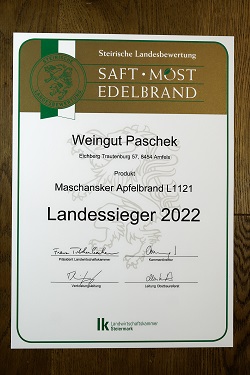 Steirische Landesbewertung
SAFT · MOST
EDELBRAND
Weingut Paschek
Eichberg-Trautenburg 57, 8454 Arnfels
Produkt
Maschansker Apfelbrand L1121
Landessieger 2022
Präsident Landwirtschaftskammer
Kammerdirektor
Verkostungsleitung
Leitung Obstbaureferat
lk Landwirtschaftskammer
Steiermark